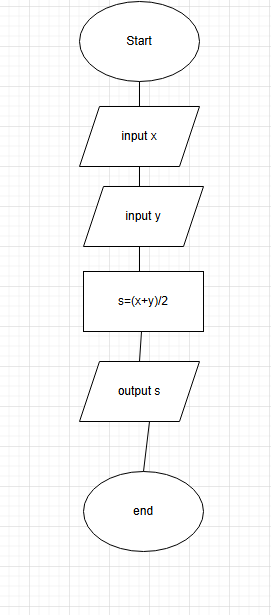 Start
input x
input y
s=(x+y)/2
output s
end